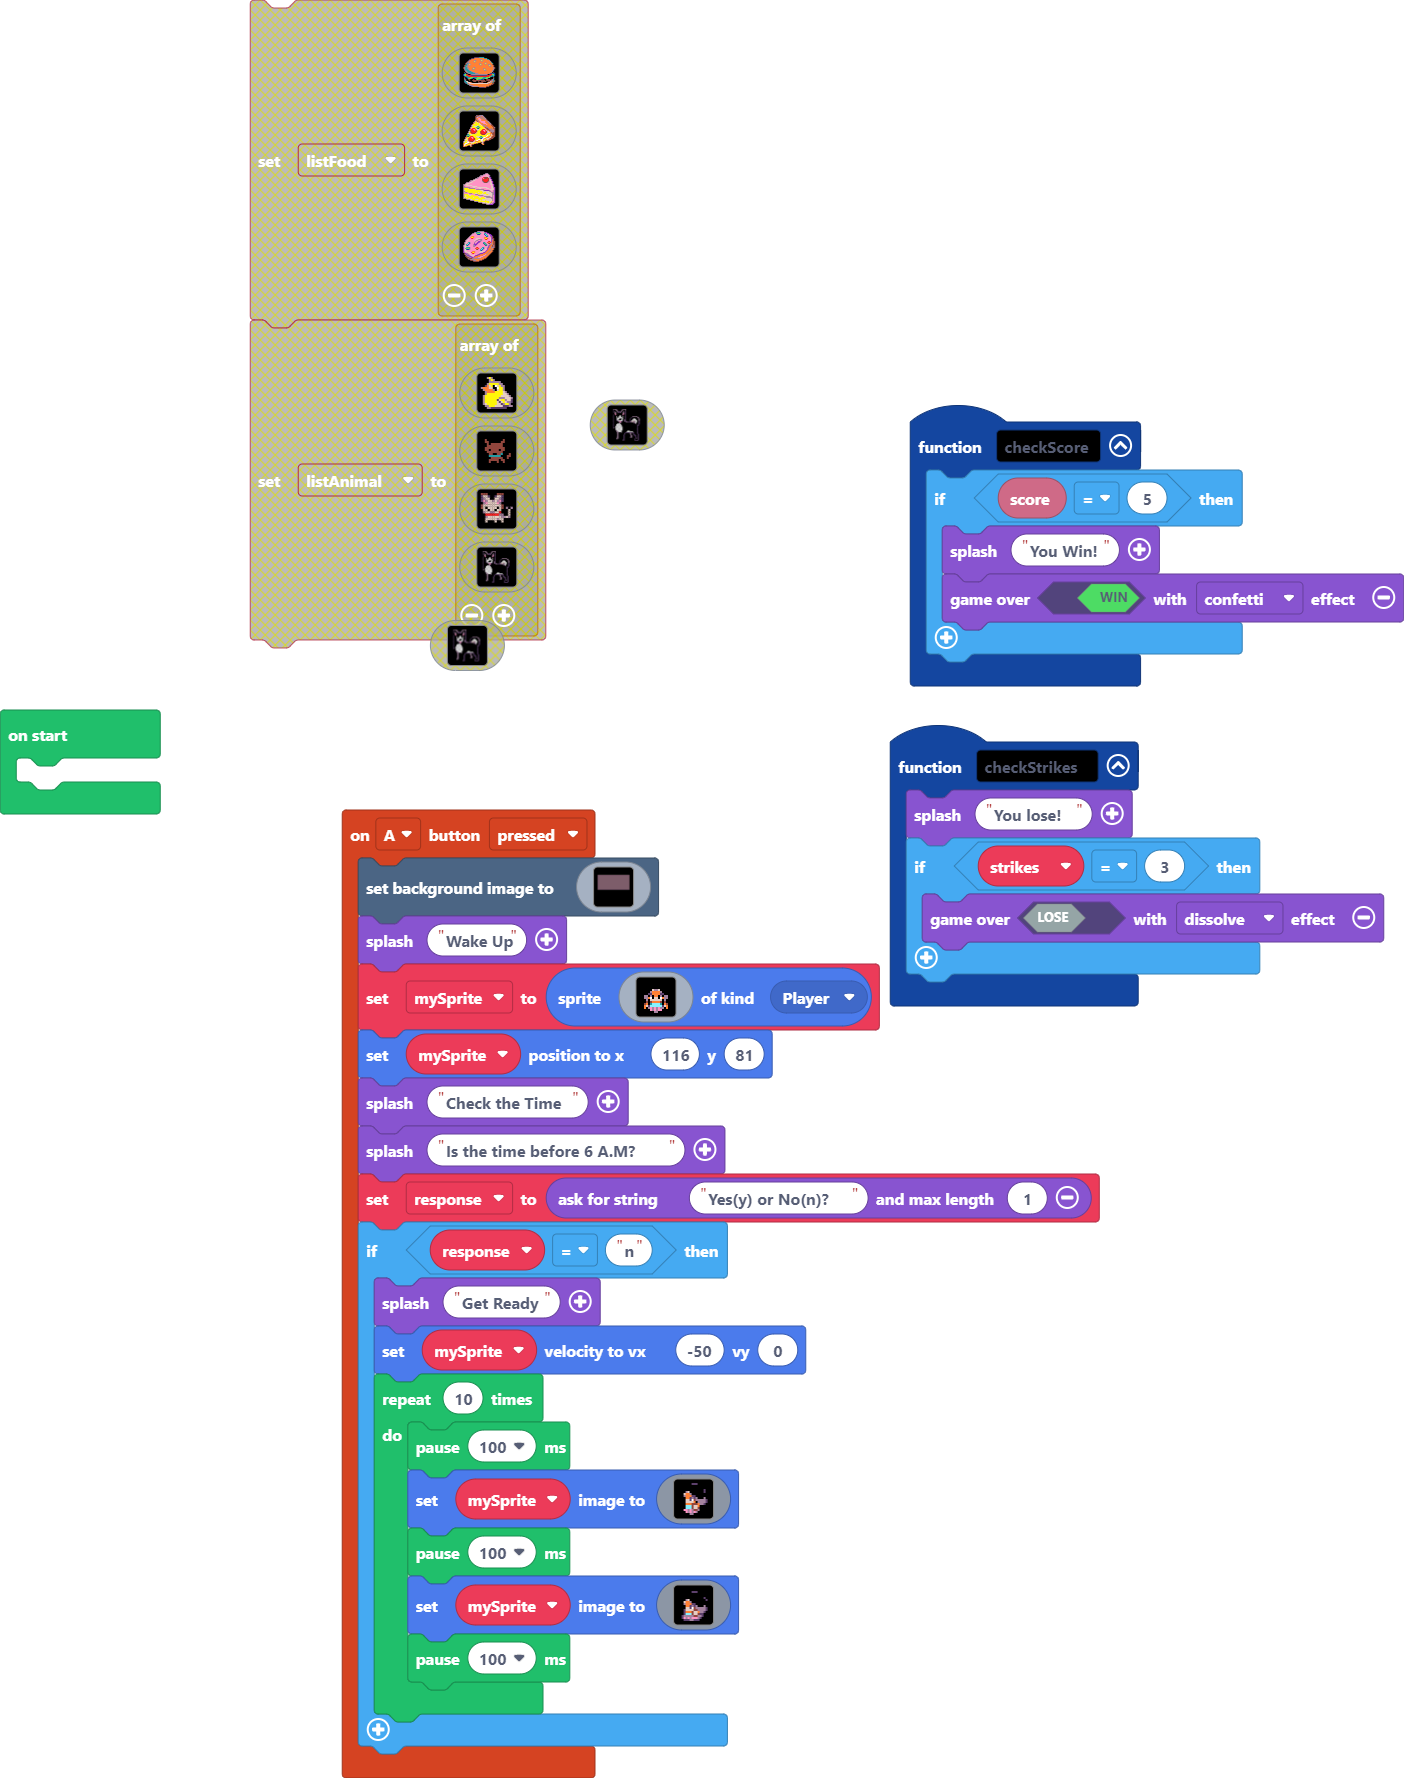 array of
set listFood to
array of
set listAnimal to
function checkScore
if score = 5 then
splash "You Win!"
game over WIN with confetti effect
on start
function checkStrikes
splash "You lose!"
if strikes = 3 then
game over LOSE with dissolve effect
on A button pressed
set background image to
splash "Wake Up"
set mySprite to sprite of kind Player
set mySprite position to x 116 y 81
splash "Check the Time"
splash "Is the time before 6 A.M?"
set response to ask for string "Yes(y) or No(n)?" and max length 1
if response = "n" then
splash "Get Ready"
set mySprite velocity to vx -50 vy 0
repeat 10 times
do
pause 100 ms
set mySprite image to
pause 100 ms
set mySprite image to
pause 100 ms